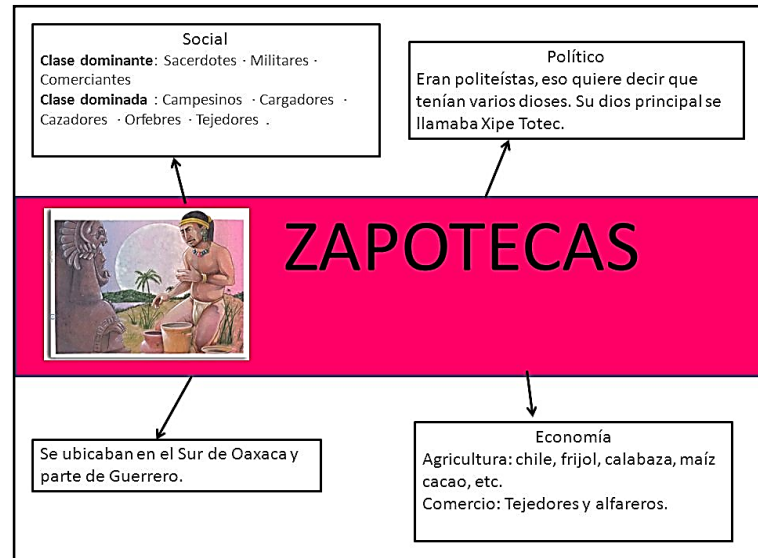 Social
Clase dominante: Sacerdotes · Militares ·
Comerciantes
Clase dominada : Campesinos · Cargadores ·
Cazadores · Orfebres · Tejedores .
Político
Eran politeístas, eso quiere decir que
tenían varios dioses. Su dios principal se
llamaba Xipe Totec.
ZAPOTECAS
Se ubicaban en el Sur de Oaxaca y
parte de Guerrero.
Economía
Agricultura: chile, frijol, calabaza, maíz
cacao, etc.
Comercio: Tejedores y alfareros.